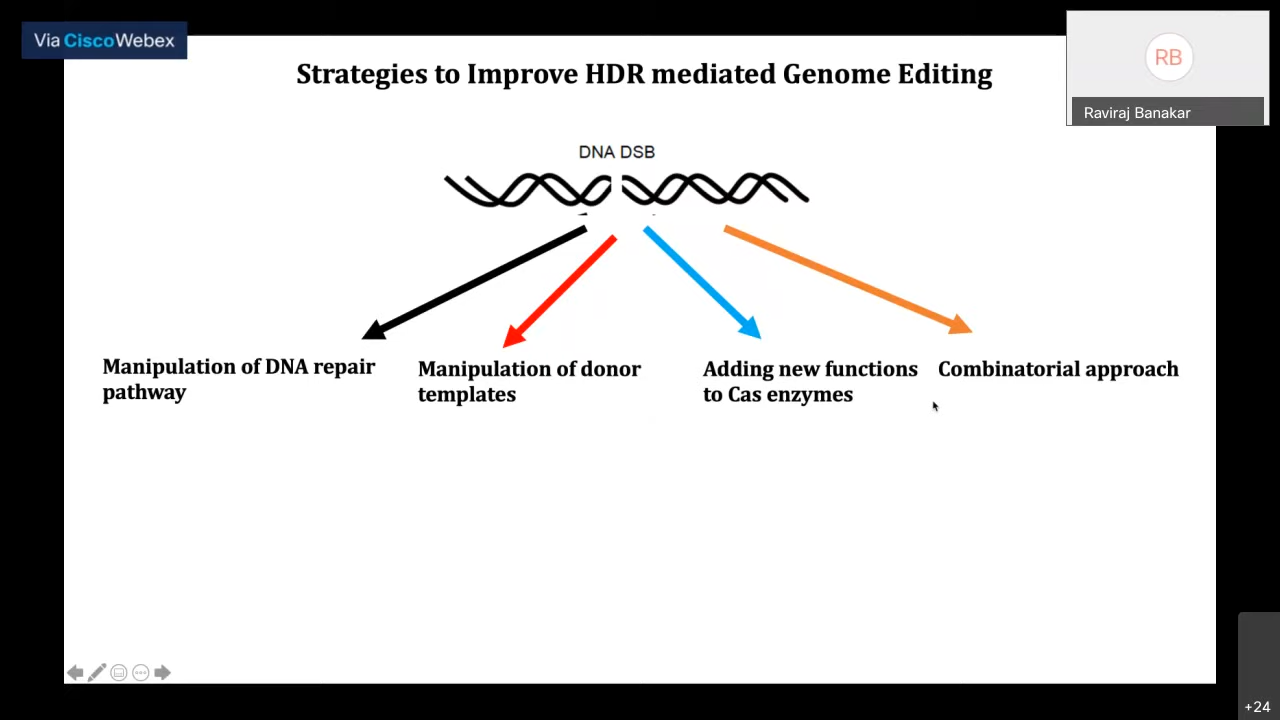 Via CiscoWebex
RB
Raviraj Banakar
Strategies to Improve HDR mediated Genome Editing
DNA DSB
Manipulation of DNA repair
pathway
Manipulation of donor
templates
Adding new functions
to Cas enzymes
Combinatorial approach
+24